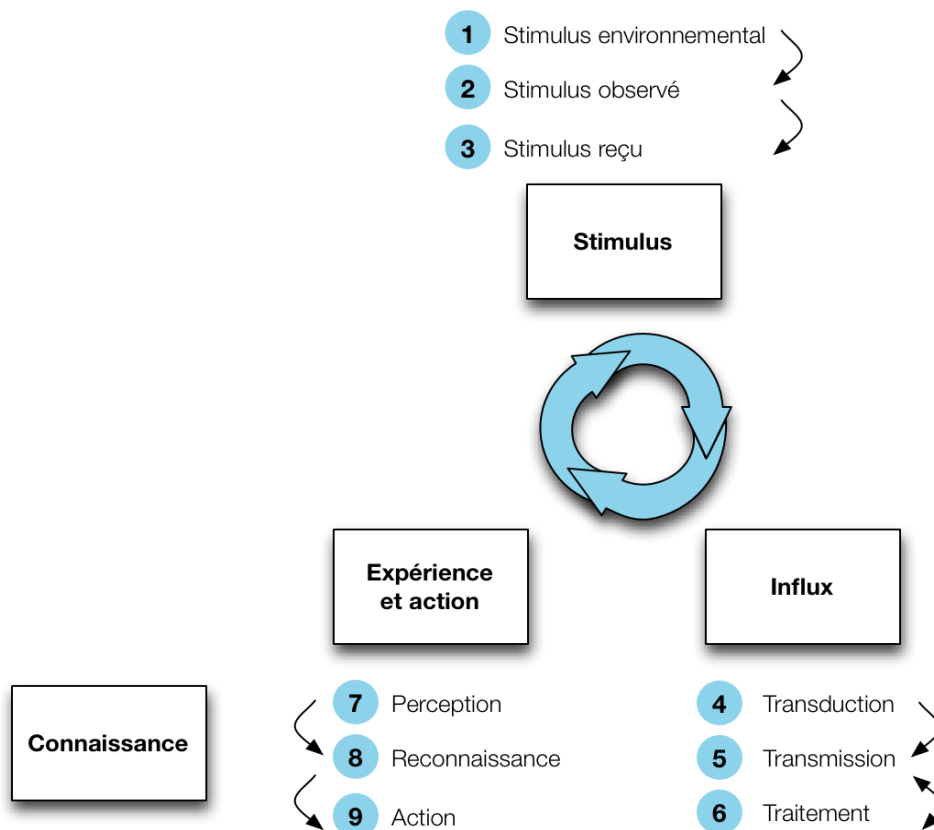 1 Stimulus environnemental
2 Stimulus observé
3 Stimulus reçu
Stimulus
Expérience
et action
Influx
Connaissance
7 Perception
8 Reconnaissance
9 Action
4 Transduction
5 Transmission
6 Traitement